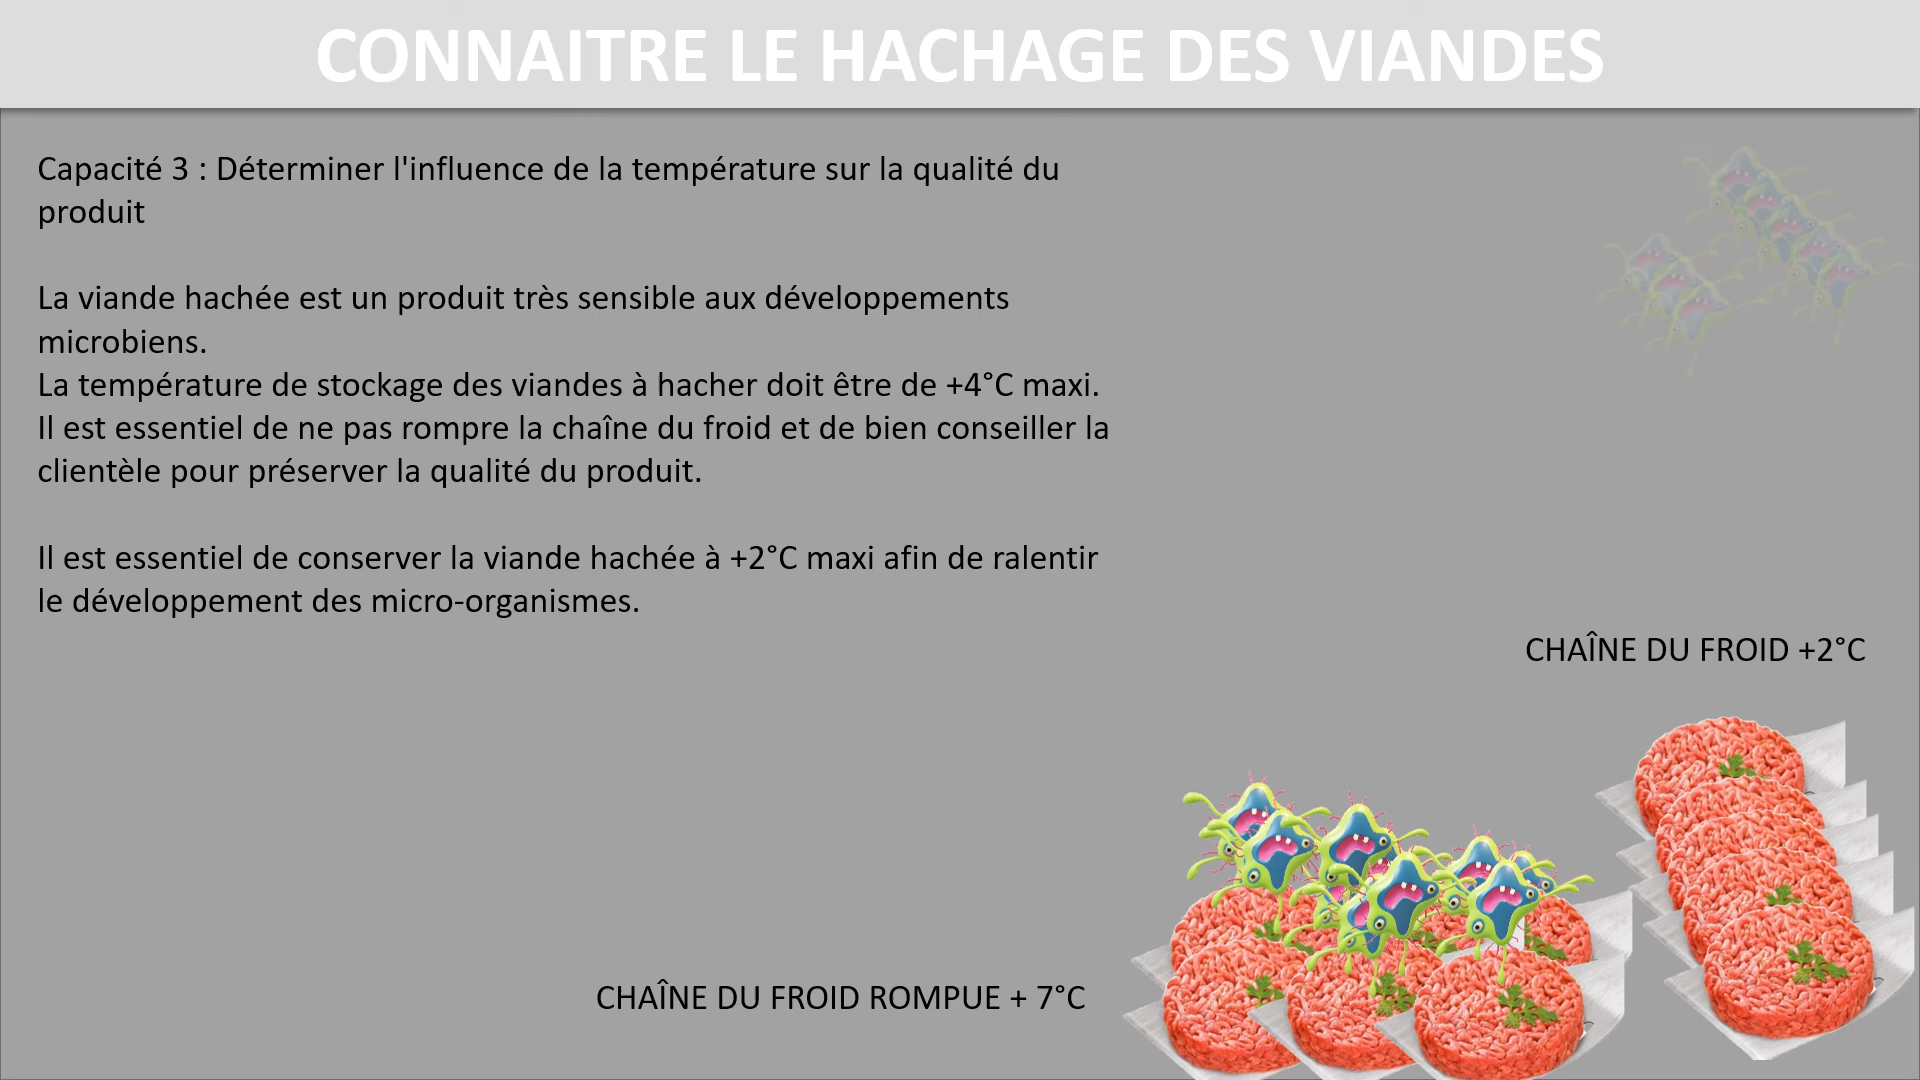 CONNAITRE LE HACHAGE DES VIANDES
Capacité 3 : Déterminer l'influence de la température sur la qualité du
produit
La viande hachée est un produit très sensible aux développements
microbiens.
La température de stockage des viandes à hacher doit être de +4°C maxi.
Il est essentiel de ne pas rompre la chaîne du froid et de bien conseiller la
clientèle pour préserver la qualité du produit.
Il est essentiel de conserver la viande hachée à +2°C maxi afin de ralentir
le développement des micro-organismes.
CHAÎNE DU FROID +2°C
CHAÎNE DU FROID ROMPUE + 7°C